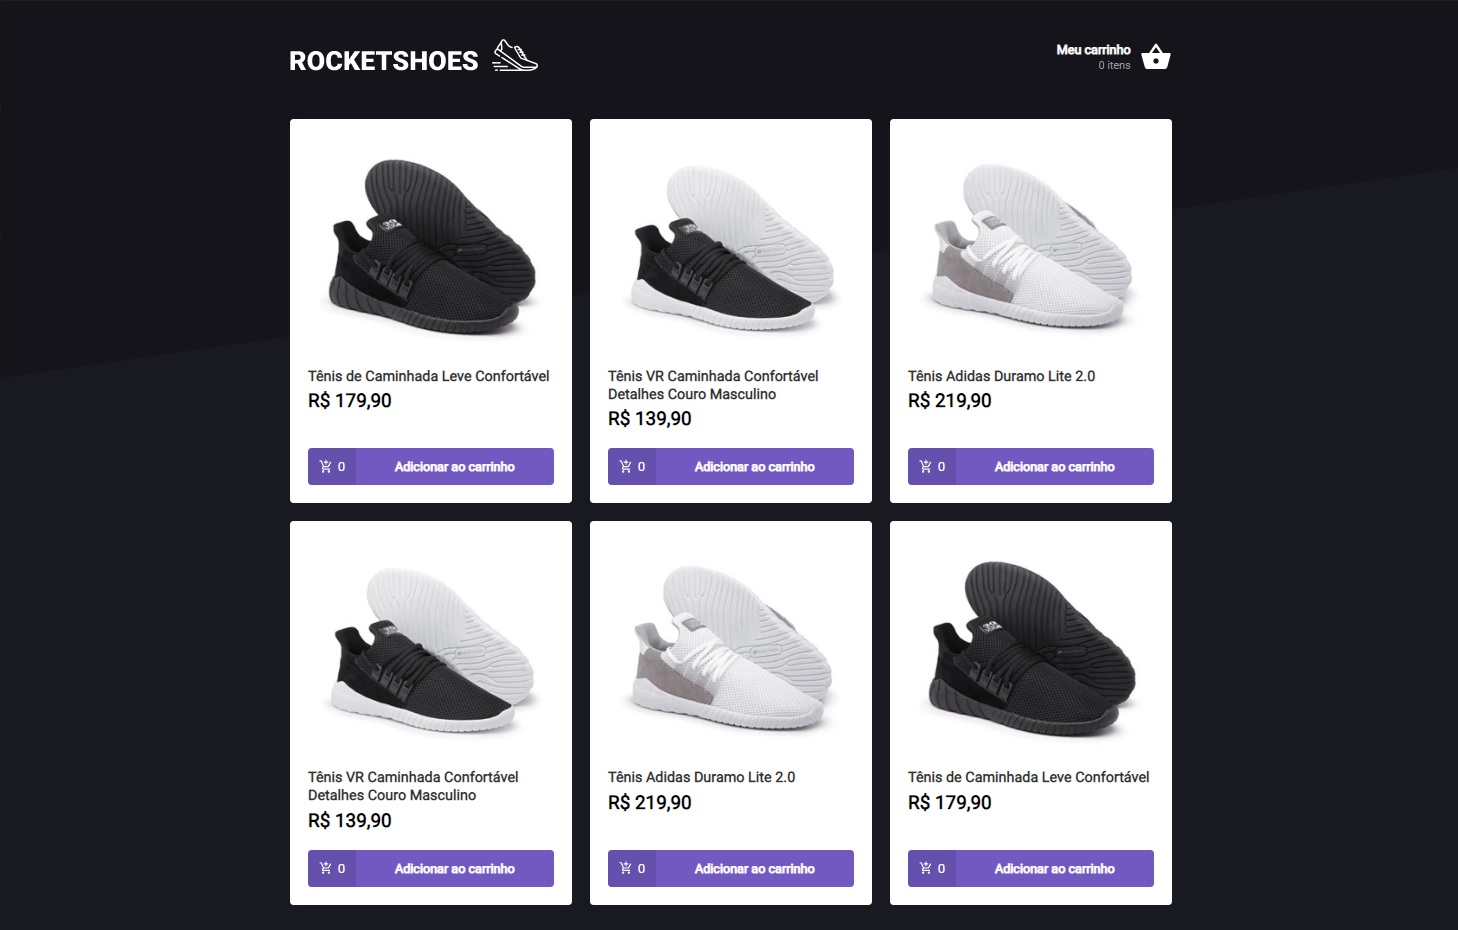 ROCKETSHOES
Meu carrinho
0 itens
Tênis de Caminhada Leve Confortável
R$ 179,90
0 Adicionar ao carrinho
Tênis VR Caminhada Confortável
Detalhes Couro Masculino
R$ 139,90
0 Adicionar ao carrinho
Tênis Adidas Duramo Lite 2.0
R$ 219,90
0 Adicionar ao carrinho
Tênis VR Caminhada Confortável
Detalhes Couro Masculino
R$ 139,90
0 Adicionar ao carrinho
Tênis Adidas Duramo Lite 2.0
R$ 219,90
0 Adicionar ao carrinho
Tênis de Caminhada Leve Confortável
R$ 179,90
0 Adicionar ao carrinho